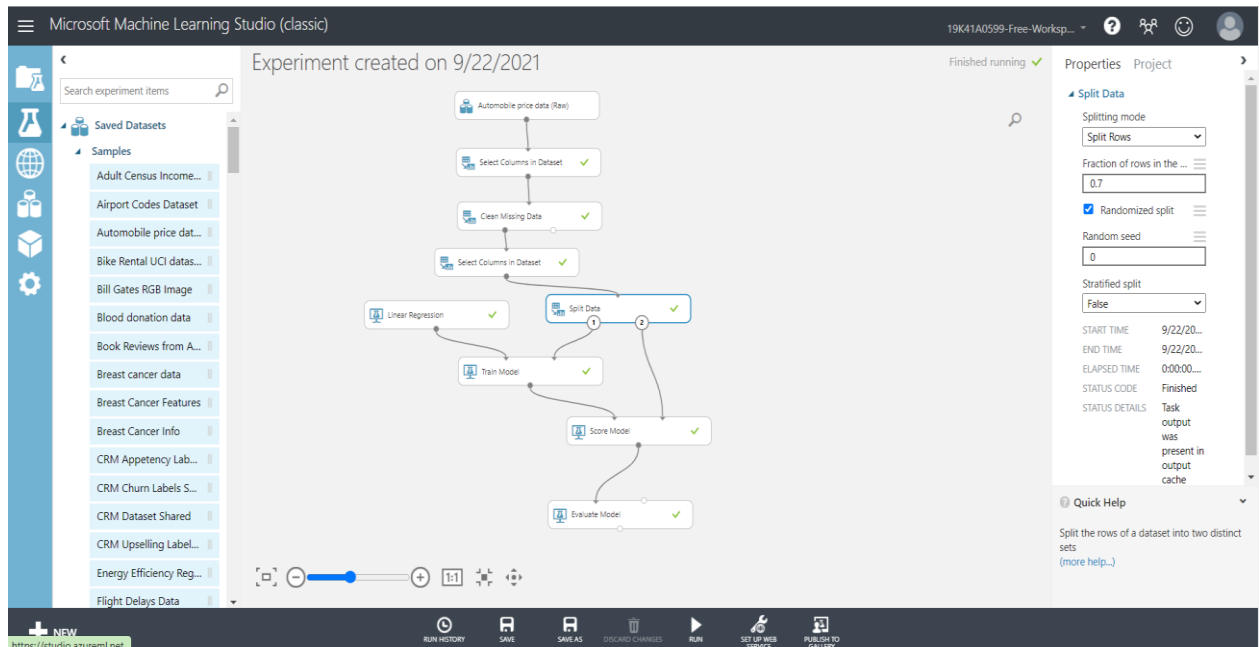 Microsoft Machine Learning Studio (classic)
19K41A0599-Free-Worksp...
?
Experiment created on 9/22/2021
Finished running
Search experiment items
Saved Datasets
Samples
Adult Census Income...
Airport Codes Dataset
Automobile price dat...
Bike Rental UCI datas...
Bill Gates RGB Image
Blood donation data
Book Reviews from A...
Breast cancer data
Breast Cancer Features
Breast Cancer Info
CRM Appetency Lab...
CRM Churn Labels S...
CRM Dataset Shared
CRM Upselling Label...
Energy Efficiency Reg...
Flight Delays Data
Automobile price data (Raw)
Select Columns in Dataset
Clean Missing Data
Select Columns in Dataset
Linear Regression
Split Data
1
2
Train Model
Score Model
Evaluate Model
1:1
Properties Project
Split Data
Splitting mode
Split Rows
Fraction of rows in the ...
0.7
Randomized split
Random seed
0
Stratified split
False
START TIME 9/22/20...
END TIME 9/22/20...
ELAPSED TIME 0:00:00....
STATUS CODE Finished
STATUS DETAILS Task
output
was
present in
output
cache
? Quick Help
Split the rows of a dataset into two distinct
sets
(more help...)
NEW
https://studio.azureml.net
RUN HISTORY
SAVE
SAVE AS
DISCARD CHANGES
RUN
SET UP WEB
SERVICE
PUBLISH TO
GALLERY